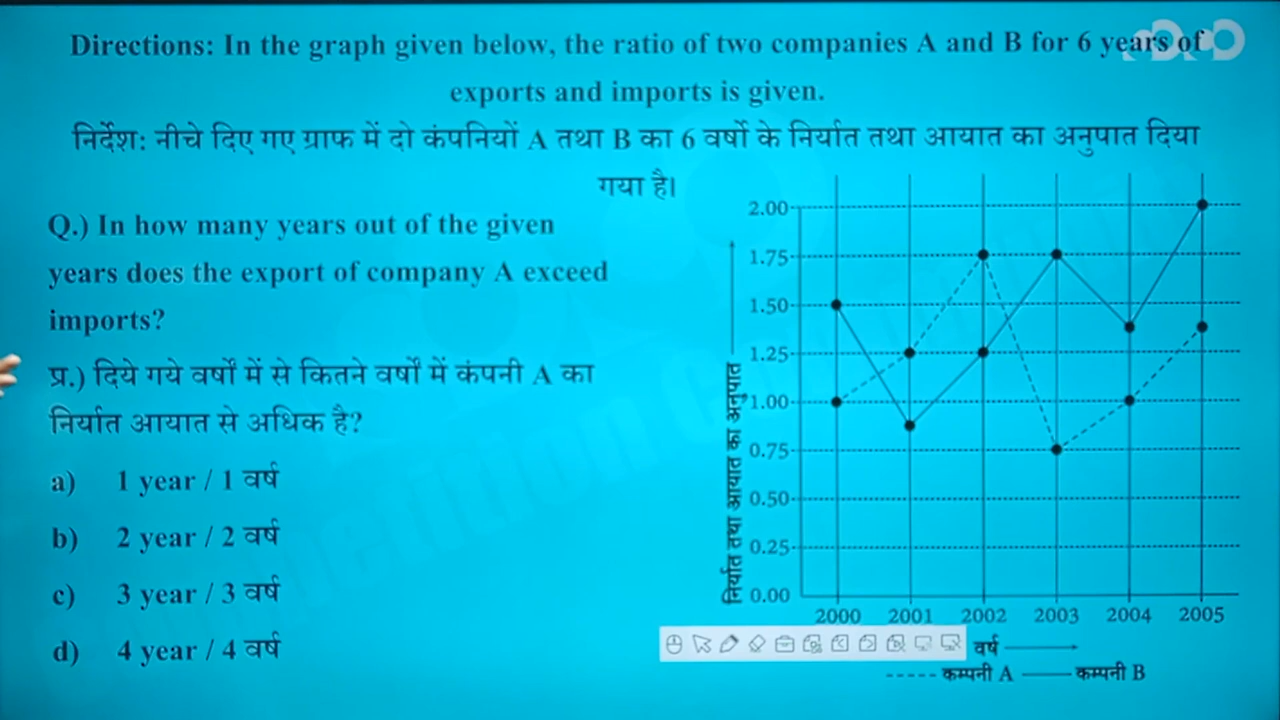 Directions: In the graph given below, the ratio of two companies A and B for 6 years of
exports and imports is given.
निर्देश: नीचे दिए गए ग्राफ में दो कंपनियों A तथा B का 6 वर्षो के निर्यात तथा आयात का अनुपात दिया
गया है।
Q.) In how many years out of the given
years does the export of company A exceed
imports?
प्र.) दिये गये वर्षों में से कितने वर्षों में कंपनी A का
निर्यात आयात से अधिक है?
a) 1 year / 1 वर्ष
b) 2 year / 2 वर्ष
c) 3 year / 3 वर्ष
d) 4 year / 4 वर्ष
निर्यात तथा आयात का अनुपात
2.00
1.75
1.50
1.25
1.00
0.75
0.50
0.25
0.00
2000 2001 2002 2003 2004 2005
वर्ष
कम्पनी A कम्पनी B